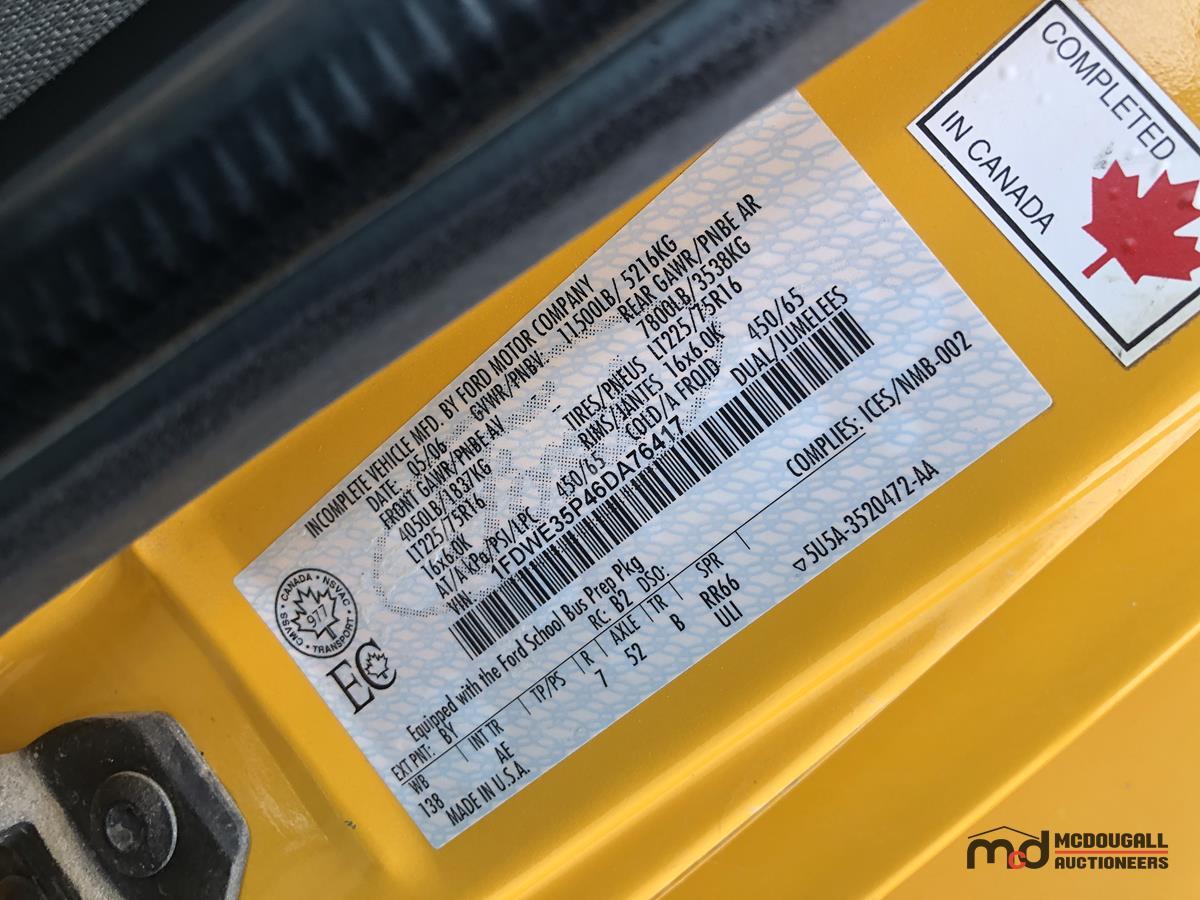 COMPLETED
IN CANADA
INCOMPLETE VEHICLE MFD. BY FORD MOTOR COMPANY
DATE: 05/06 GVWR/PNBV: 11500LB/ 5216KG
FRONT GAWR/PNBE AV REAR GAWR/PNBE AR
4050LB/1837KG 7800LB/3538KG
LT225/75R16 TIRES/PNEUS LT225/75R16
16x6.0K RIMS/JANTES 16x6.0K
AT/A kPa/PSI/LPC 450/65 COLD/A FROID 450/65
VIN: 1FDWE35P46DA76417 DUAL/JUMELEES
Equipped with the Ford School Bus Prep Pkg COMPLIES: ICES/NMB-002
EXT PNT: BY RC: B2 DSO:
WB INT TR TP/PS R AXLE TR SPR
138 AE 7 52 B RR66
MADE IN U.S.A. ULI ▽5U5A-3520472-AA
CANADA • NSVAC
CMVSS • TRANSPORT
977
EC
mcd MCDOUGALL
AUCTIONEERS